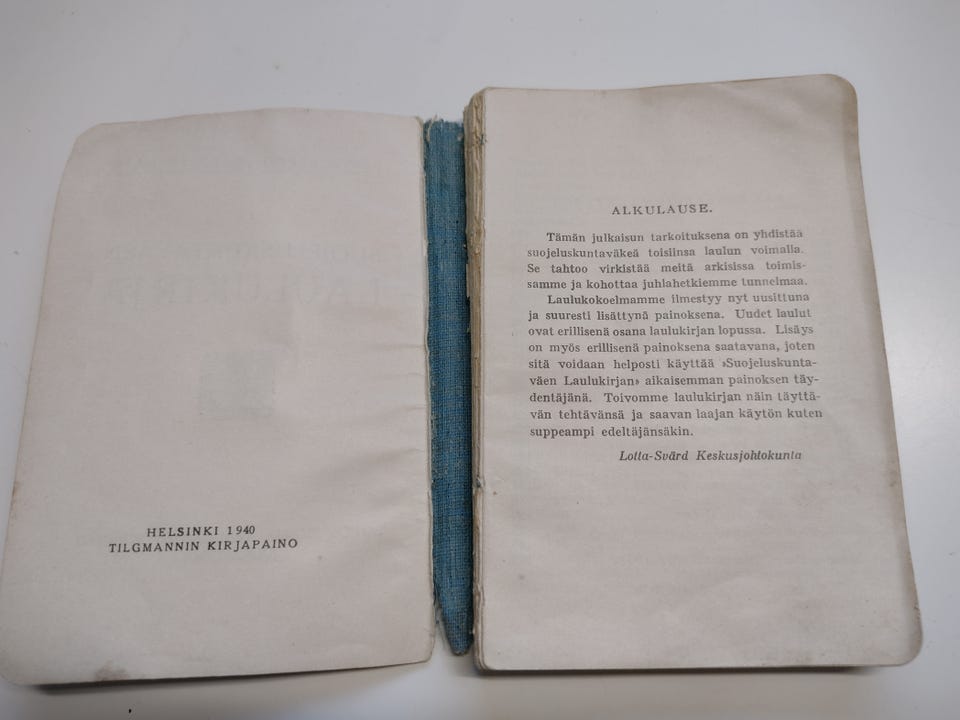 HELSINKI 1940
TILGMANNIN KIRJAPAINO
ALKULAUSE.
Tämän julkaisun tarkoituksena on yhdistää
suojeluskuntaväkeä toisiinsa laulun voimalla.
Se tahtoo virkistää meitä arkisissa toimis-
samme ja kohottaa juhlahetkiemme tunnelmaa.
Laulukokoelmamme ilmestyy nyt uusittuna
ja suuresti lisättynä painoksena. Uudet laulut
ovat erillisenä osana laulukirjan lopussa. Lisäys
on myös erillisenä painoksena saatavana, joten
sitä voidaan helposti käyttää »Suojeluskunta-
väen Laulukirjan» aikaisemman painoksen täy-
dentäjänä. Toivomme laulukirjan näin täyttä-
vän tehtävänsä ja saavan laajan käytön kuten
suppeampi edeltäjänsäkin.
Lotta-Svärd Keskusjohtokunta